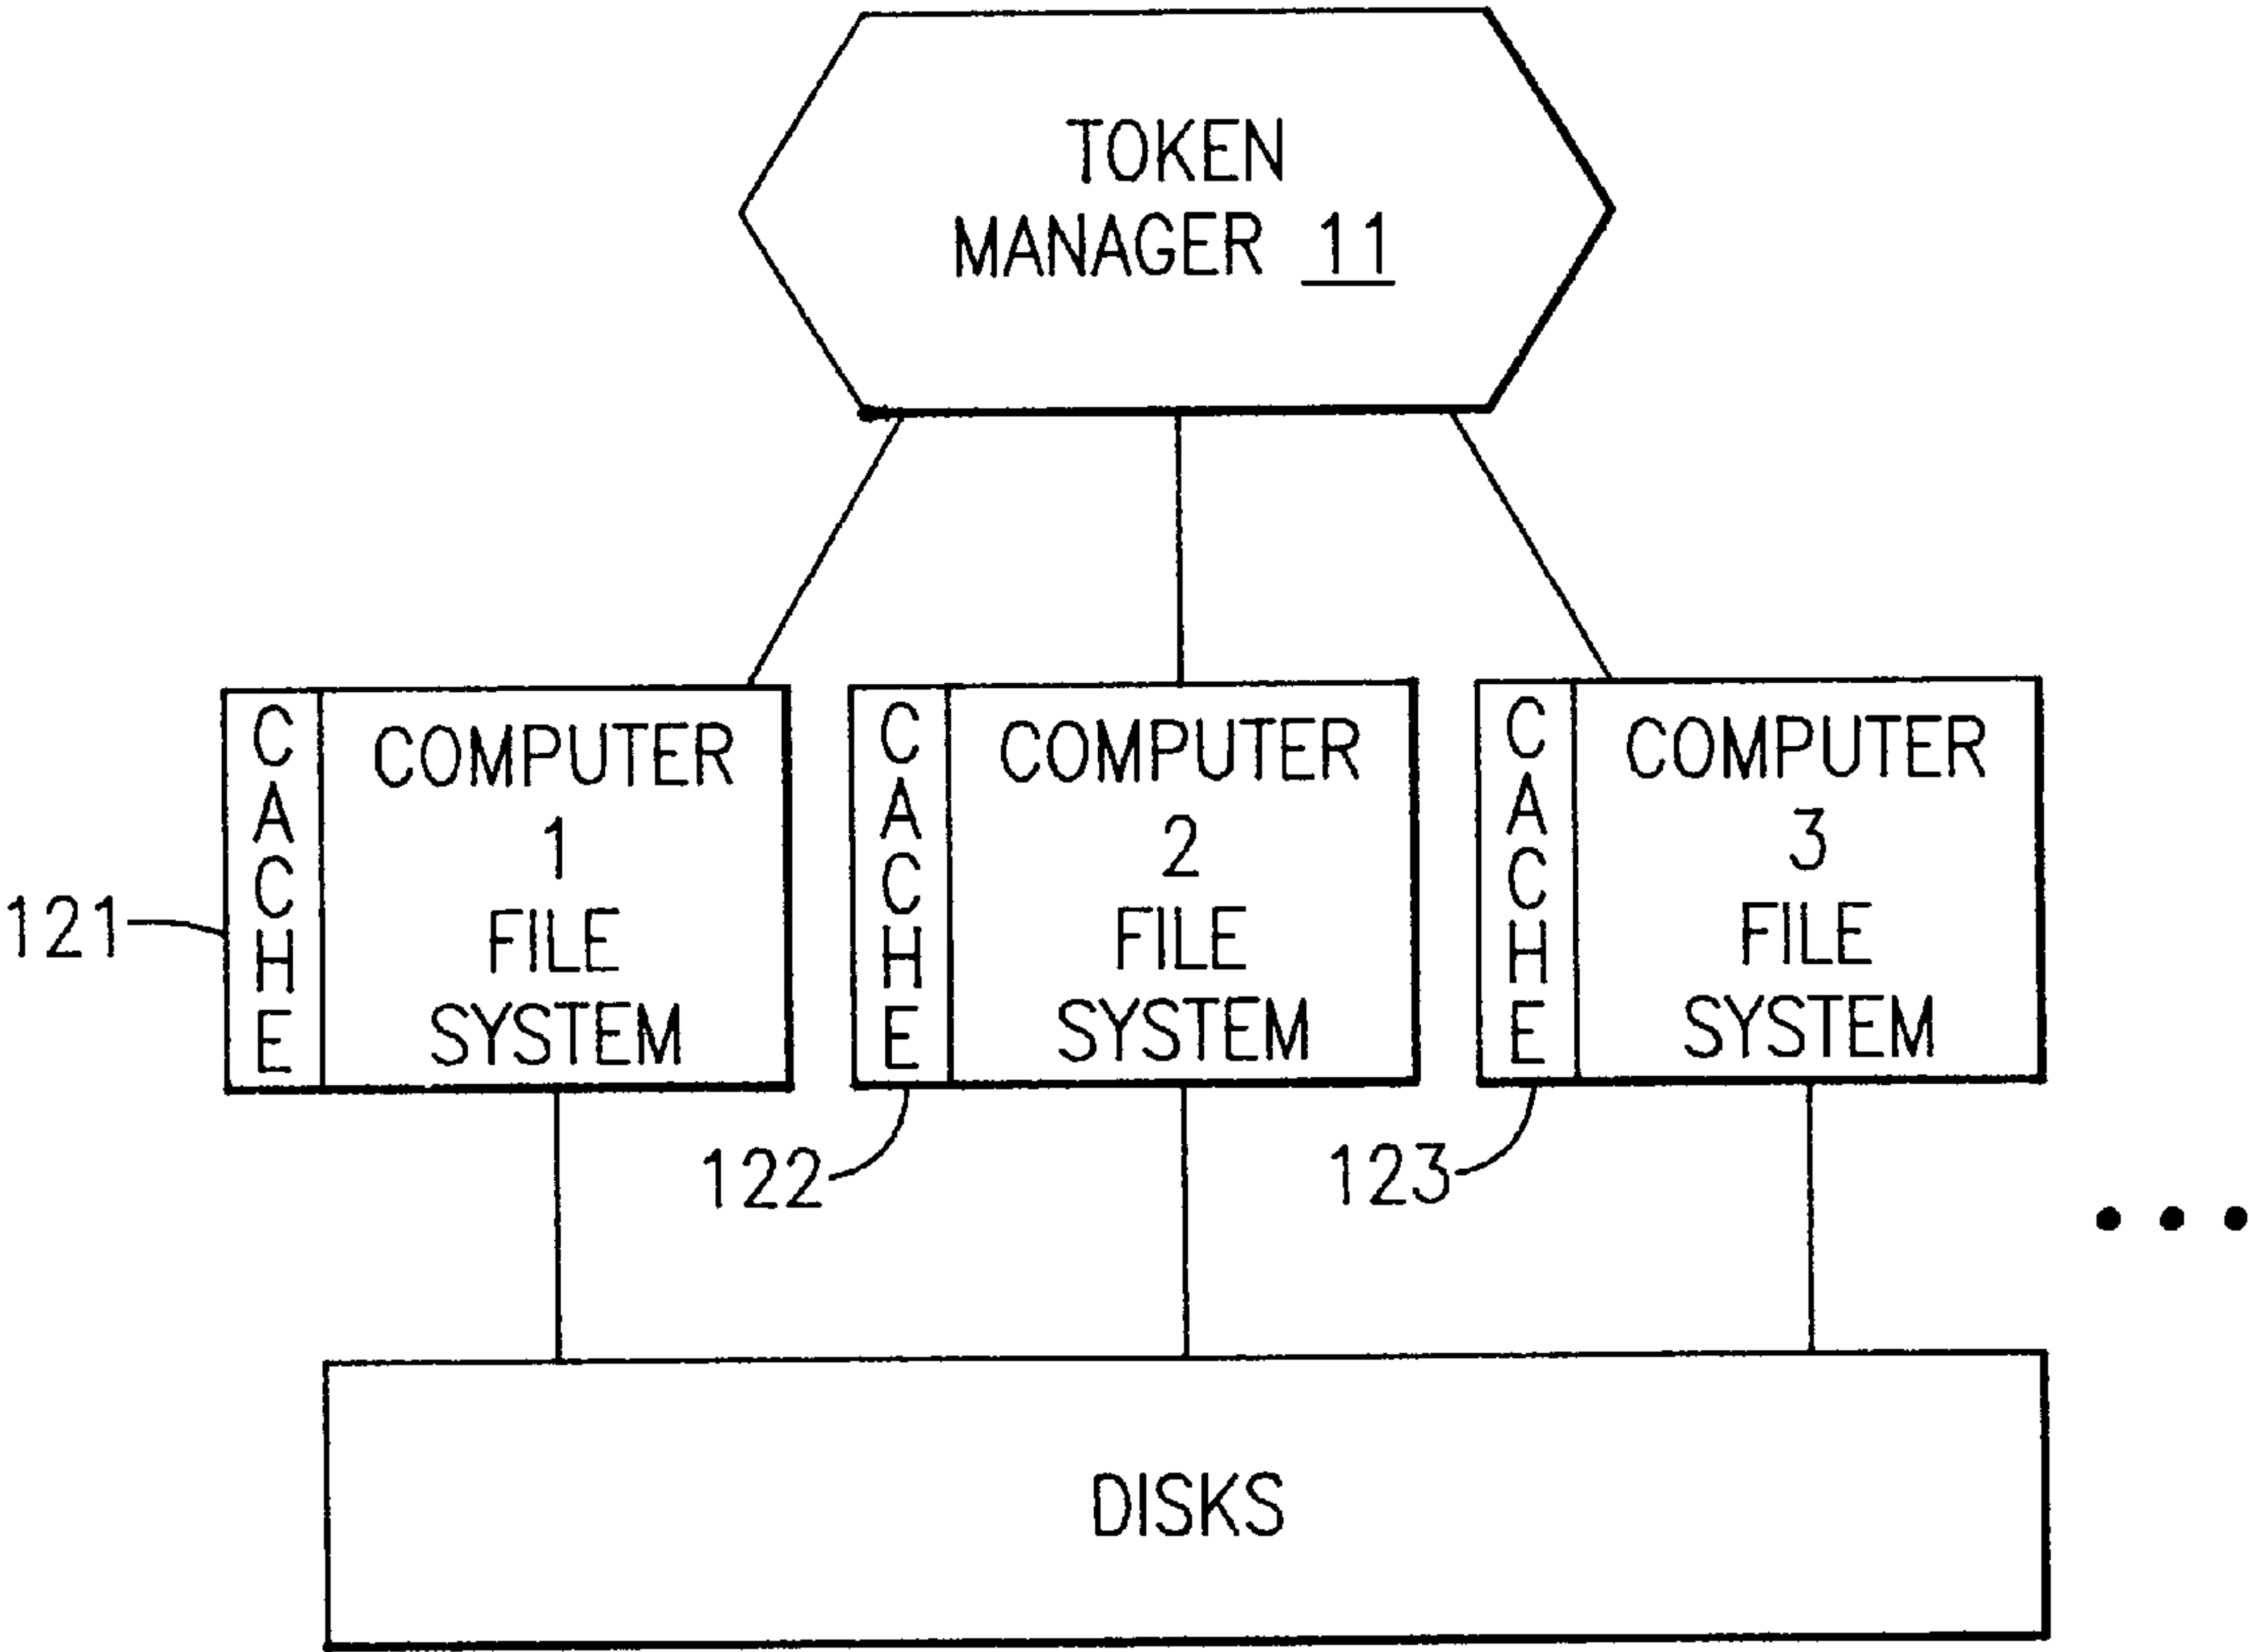 TOKEN
MANAGER 11
CACHE
COMPUTER
1
FILE
SYSTEM
121
CACHE
COMPUTER
2
FILE
SYSTEM
122
CACHE
COMPUTER
3
FILE
SYSTEM
123
DISKS